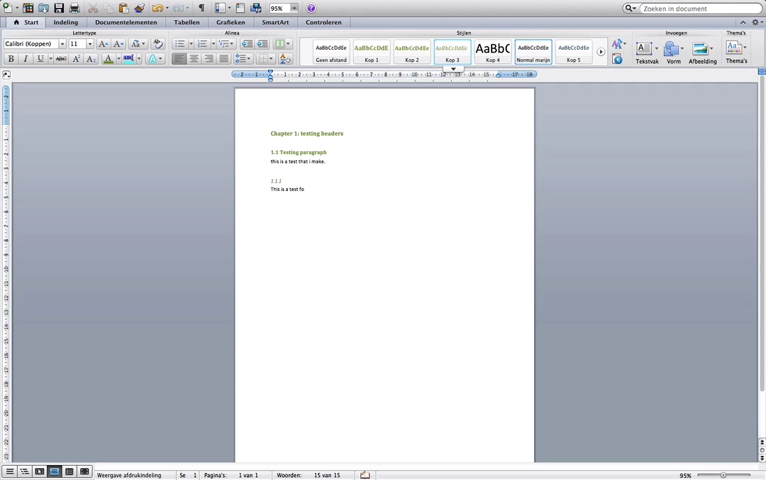 95%
Zoeken in document
Start Indeling Documentelementen Tabellen Grafieken SmartArt Controleren
Lettertype Alinea Stijlen Invoegen Thema's
Calibri (Koppen) 11
AaBbCcDdEe AaBbCcDdE AaBbCcDdEe AaBbCcDdEe AaBbC AaBbCcDdEe AaBbCcDdEe
Geen afstand Kop 1 Kop 2 Kop 3 Kop 4 Normal marijn Kop 5
Tekstvak Vorm Afbeelding Thema's
Chapter 1: testing headers
1.1 Testing paragraph
this is a test that i make.
1.1.1
This is a test fo
Weergave afdrukindeling Se 1 Pagina's: 1 van 1 Woorden: 15 van 15 95%